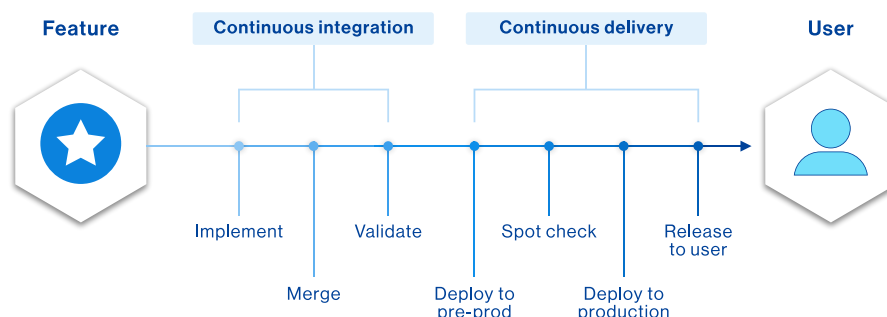 Feature
Continuous integration
Continuous delivery
User
Implement
Validate
Spot check
Release
to user
Merge
Deploy to
pre-prod
Deploy to
production